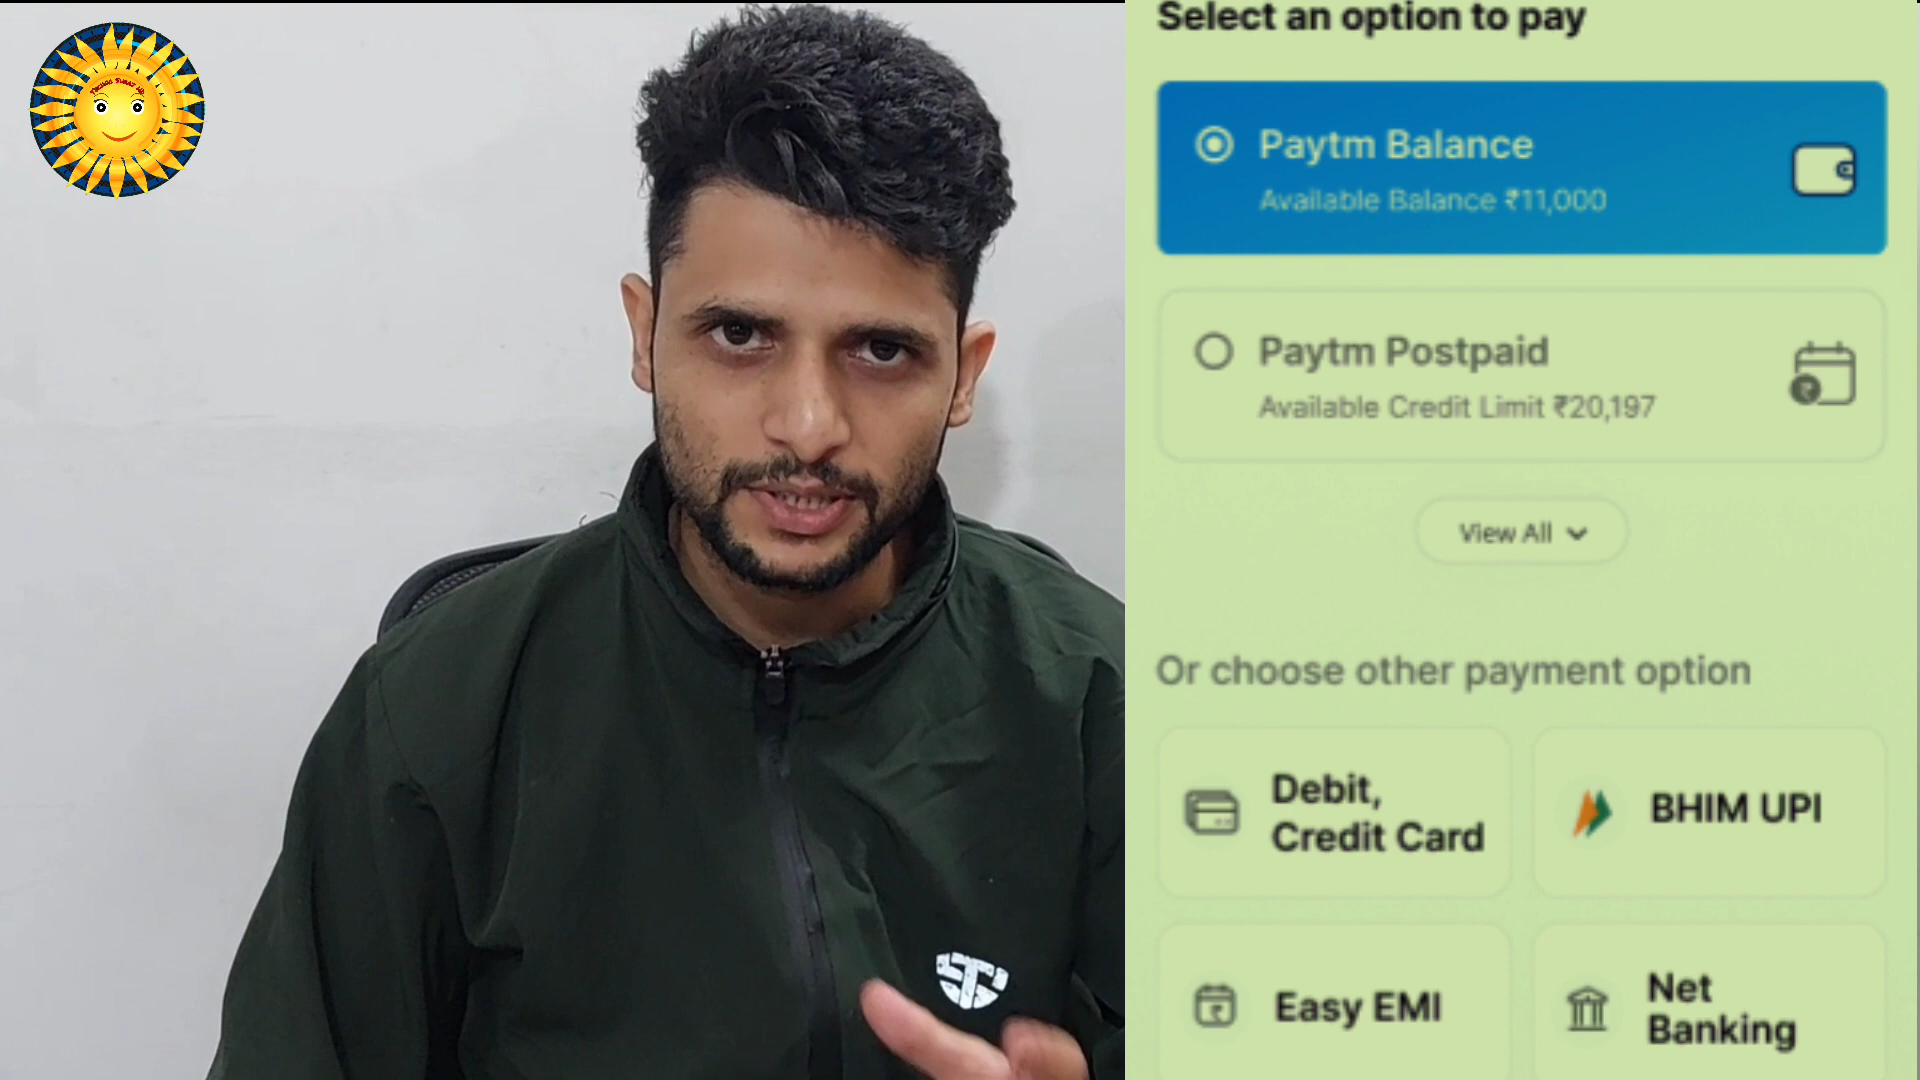 Select an option to pay
Paytm Balance
Available Balance ₹11,000
Paytm Postpaid
Available Credit Limit ₹20,197
View All
Or choose other payment option
Debit,
Credit Card
BHIM UPI
Easy EMI
Net
Banking